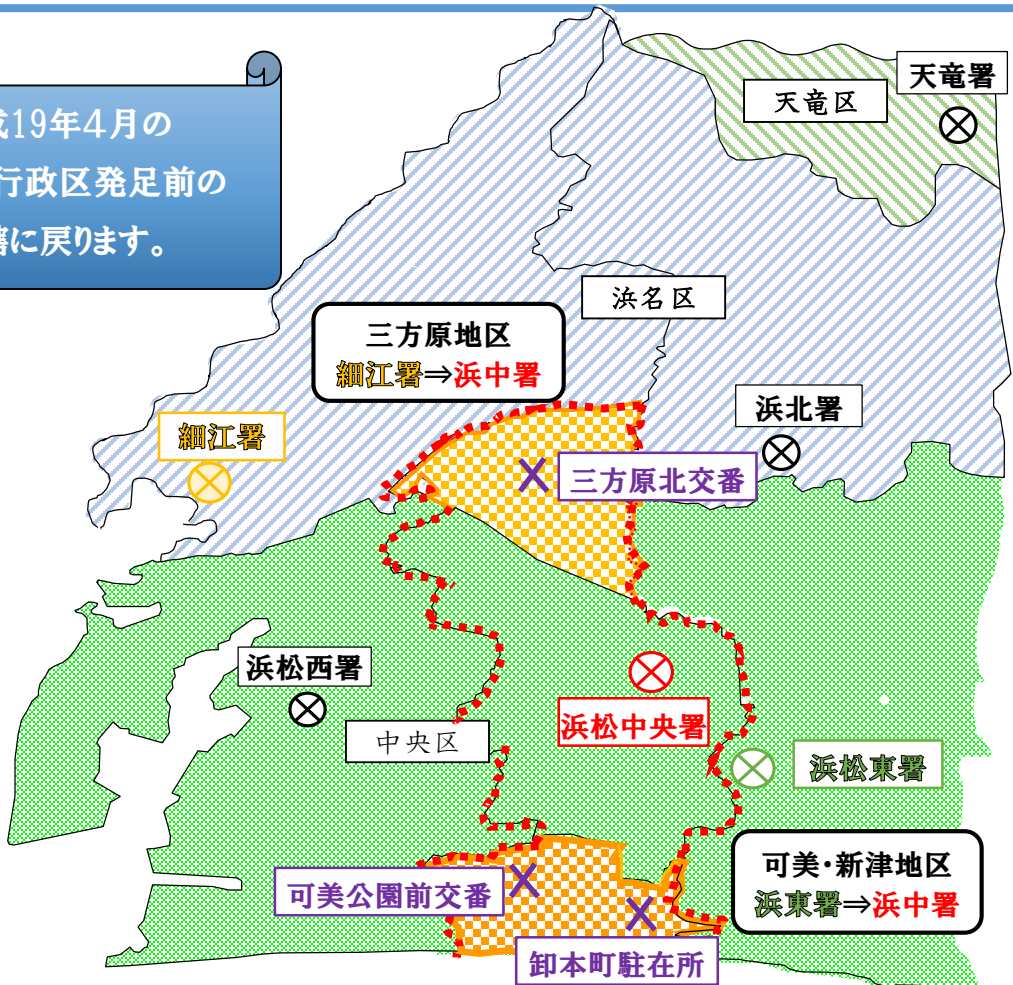 成19年4月の
行政区発足前の
轄に戻ります。
天竜署
天竜区
浜名区
三方原地区
細江署⇒浜中署
浜北署
細江署
三方原北交番
浜松西署
中央区
浜松中央署
浜松東署
可美・新津地区
浜東署⇒浜中署
可美公園前交番
卸本町駐在所